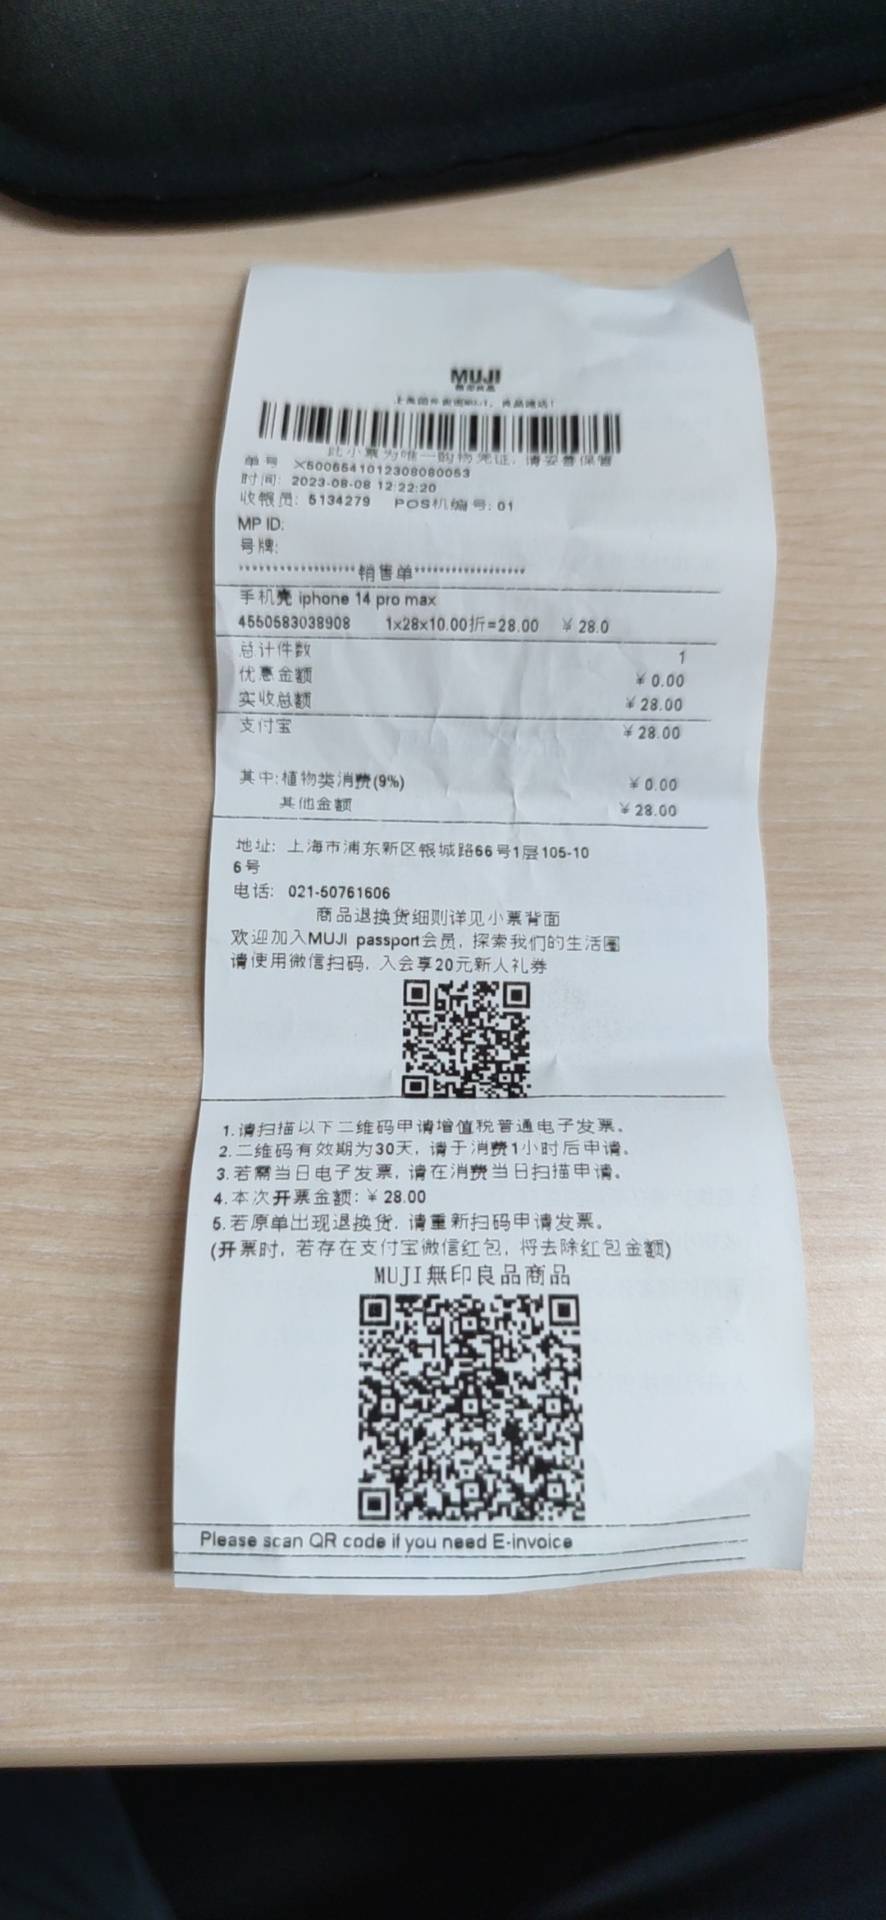 MUJI
無印良品
此小票为唯一购物凭证，请妥善保管
单号 X5006541012308080053
时间: 2023-08-08 12:22:20
收银员: 5134279 POS机编号: 01
MP ID:
号牌:
******************销售单******************
手机壳 iphone 14 pro max
4550583038908 1x28x10.00折=28.00 ￥28.0
总计件数 1
优惠金额 ￥0.00
实收总额 ￥28.00
支付宝 ￥28.00
其中:植物类消费(9%) ￥0.00
其他金额 ￥28.00
地址: 上海市浦东新区银城路66号1层105-10
6号
电话: 021-50761606
商品退换货细则详见小票背面
欢迎加入MUJI passport会员, 探索我们的生活圈
请使用微信扫码, 入会享20元新人礼券
1.请扫描以下二维码申请增值税普通电子发票。
2.二维码有效期为30天, 请于消费1小时后申请。
3.若需当日电子发票, 请在消费当日扫描申请。
4.本次开票金额:￥28.00
5.若原单出现退换货, 请重新扫码申请发票。
(开票时, 若存在支付宝微信红包, 将去除红包金额)
MUJI無印良品商品
Please scan QR code if you need E-invoice